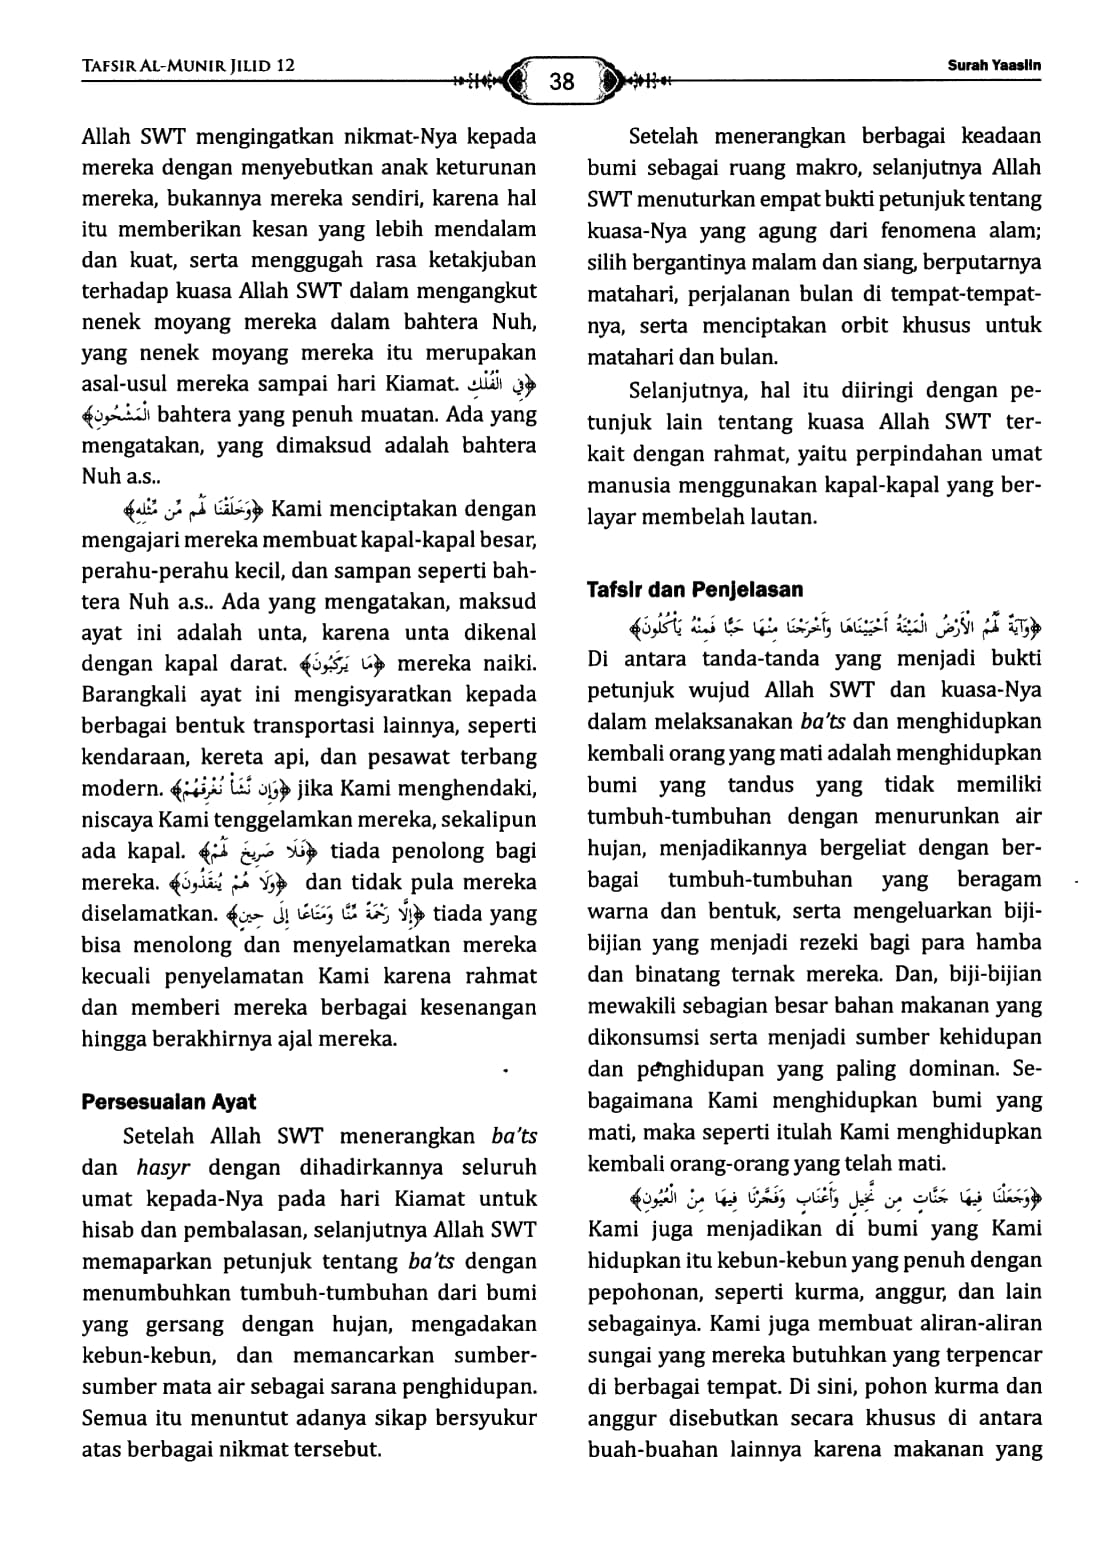 TAFSIR AL-MUNIR JILID 12
38
Surah Yaasiin
Allah SWT mengingatkan nikmat-Nya kepada
mereka dengan menyebutkan anak keturunan
mereka, bukannya mereka sendiri, karena hal
itu memberikan kesan yang lebih mendalam
dan kuat, serta menggugah rasa ketakjuban
terhadap kuasa Allah SWT dalam mengangkut
nenek moyang mereka dalam bahtera Nuh,
yang nenek moyang mereka itu merupakan
asal-usul mereka sampai hari Kiamat. ﴿فِي الْفُلْكِ
الْمَشْحُونِ﴾ bahtera yang penuh muatan. Ada yang
mengatakan, yang dimaksud adalah bahtera
Nuh a.s..
﴿وَخَلَقْنَا لَهُم مِّن مِّثْلِهِ﴾ Kami menciptakan dengan
mengajari mereka membuat kapal-kapal besar,
perahu-perahu kecil, dan sampan seperti bah-
tera Nuh a.s.. Ada yang mengatakan, maksud
ayat ini adalah unta, karena unta dikenal
dengan kapal darat. ﴿مَا يَرْكَبُونَ﴾ mereka naiki.
Barangkali ayat ini mengisyaratkan kepada
berbagai bentuk transportasi lainnya, seperti
kendaraan, kereta api, dan pesawat terbang
modern. ﴿وَإِن نَّشَأْ نُغْرِقْهُمْ﴾ jika Kami menghendaki,
niscaya Kami tenggelamkan mereka, sekalipun
ada kapal. ﴿فَلَا صَرِيخَ لَهُمْ﴾ tiada penolong bagi
mereka. ﴿وَلَا هُمْ يُنقَذُونَ﴾ dan tidak pula mereka
diselamatkan. ﴿إِلَّا رَحْمَةً مِّنَّا وَمَتَاعًا إِلَى حِينٍ﴾ tiada yang
bisa menolong dan menyelamatkan mereka
kecuali penyelamatan Kami karena rahmat
dan memberi mereka berbagai kesenangan
hingga berakhirnya ajal mereka.
Persesuaian Ayat
Setelah Allah SWT menerangkan ba'ts
dan hasyr dengan dihadirkannya seluruh
umat kepada-Nya pada hari Kiamat untuk
hisab dan pembalasan, selanjutnya Allah SWT
memaparkan petunjuk tentang ba'ts dengan
menumbuhkan tumbuh-tumbuhan dari bumi
yang gersang dengan hujan, mengadakan
kebun-kebun, dan memancarkan sumber-
sumber mata air sebagai sarana penghidupan.
Semua itu menuntut adanya sikap bersyukur
atas berbagai nikmat tersebut.
Setelah menerangkan berbagai keadaan
bumi sebagai ruang makro, selanjutnya Allah
SWT menuturkan empat bukti petunjuk tentang
kuasa-Nya yang agung dari fenomena alam;
silih bergantinya malam dan siang, berputarnya
matahari, perjalanan bulan di tempat-tempat-
nya, serta menciptakan orbit khusus untuk
matahari dan bulan.
Selanjutnya, hal itu diiringi dengan pe-
tunjuk lain tentang kuasa Allah SWT ter-
kait dengan rahmat, yaitu perpindahan umat
manusia menggunakan kapal-kapal yang ber-
layar membelah lautan.
Tafsir dan Penjelasan
﴿وَآيَةٌ لَّهُمُ الْأَرْضُ الْمَيْتَةُ أَحْيَيْنَاهَا وَأَخْرَجْنَا مِنْهَا حَبًّا فَمِنْهُ يَأْكُلُونَ﴾
Di antara tanda-tanda yang menjadi bukti
petunjuk wujud Allah SWT dan kuasa-Nya
dalam melaksanakan ba'ts dan menghidupkan
kembali orang yang mati adalah menghidupkan
bumi yang tandus yang tidak memiliki
tumbuh-tumbuhan dengan menurunkan air
hujan, menjadikannya bergeliat dengan ber-
bagai tumbuh-tumbuhan yang beragam
warna dan bentuk, serta mengeluarkan biji-
bijian yang menjadi rezeki bagi para hamba
dan binatang ternak mereka. Dan, biji-bijian
mewakili sebagian besar bahan makanan yang
dikonsumsi serta menjadi sumber kehidupan
dan penghidupan yang paling dominan. Se-
bagaimana Kami menghidupkan bumi yang
mati, maka seperti itulah Kami menghidupkan
kembali orang-orang yang telah mati.
﴿وَجَعَلْنَا فِيهَا جَنَّاتٍ مِن نَّخِيلٍ وَأَعْنَابٍ وَفَجَّرْنَا فِيهَا مِنَ الْعُيُونِ﴾
Kami juga menjadikan di bumi yang Kami
hidupkan itu kebun-kebun yang penuh dengan
pepohonan, seperti kurma, anggur, dan lain
sebagainya. Kami juga membuat aliran-aliran
sungai yang mereka butuhkan yang terpencar
di berbagai tempat. Di sini, pohon kurma dan
anggur disebutkan secara khusus di antara
buah-buahan lainnya karena makanan yang